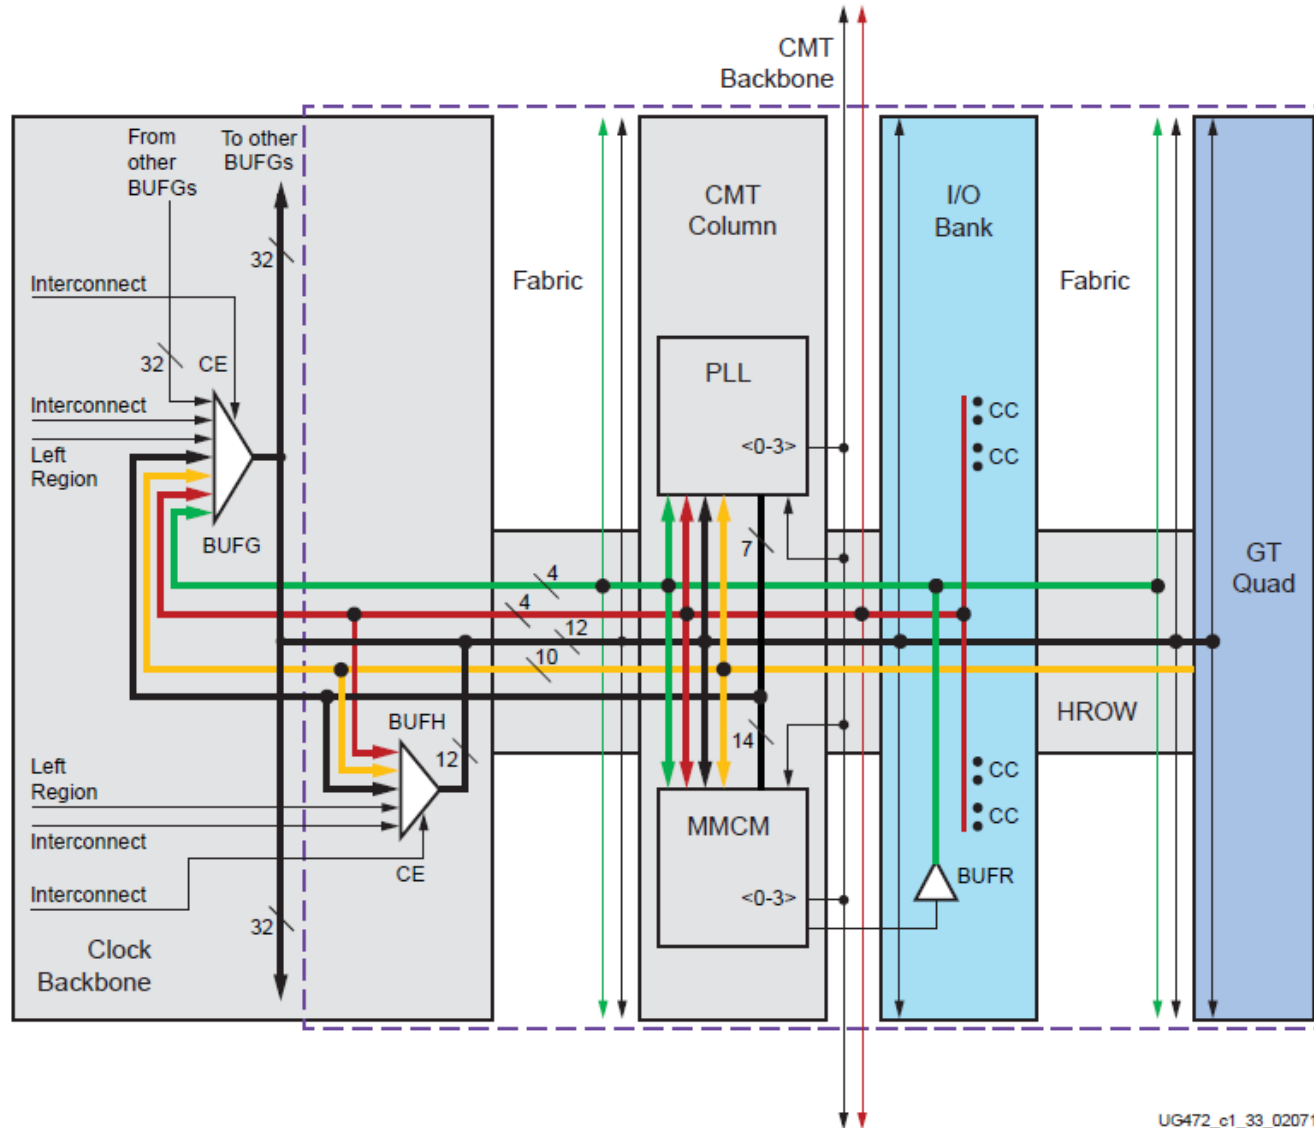 CMT
Backbone
From
other
BUFGs
To other
BUFGs
32
Interconnect
32
CE
Interconnect
Left
Region
BUFG
Fabric
CMT
Column
I/O
Bank
Fabric
PLL
<0-3>
CC
CC
7
GT
Quad
4
4
12
10
HROW
BUFH
12
14
Left
Region
Interconnect
CE
Interconnect
MMCM
<0-3>
CC
CC
BUFR
32
Clock
Backbone
UG472_c1_33_02071